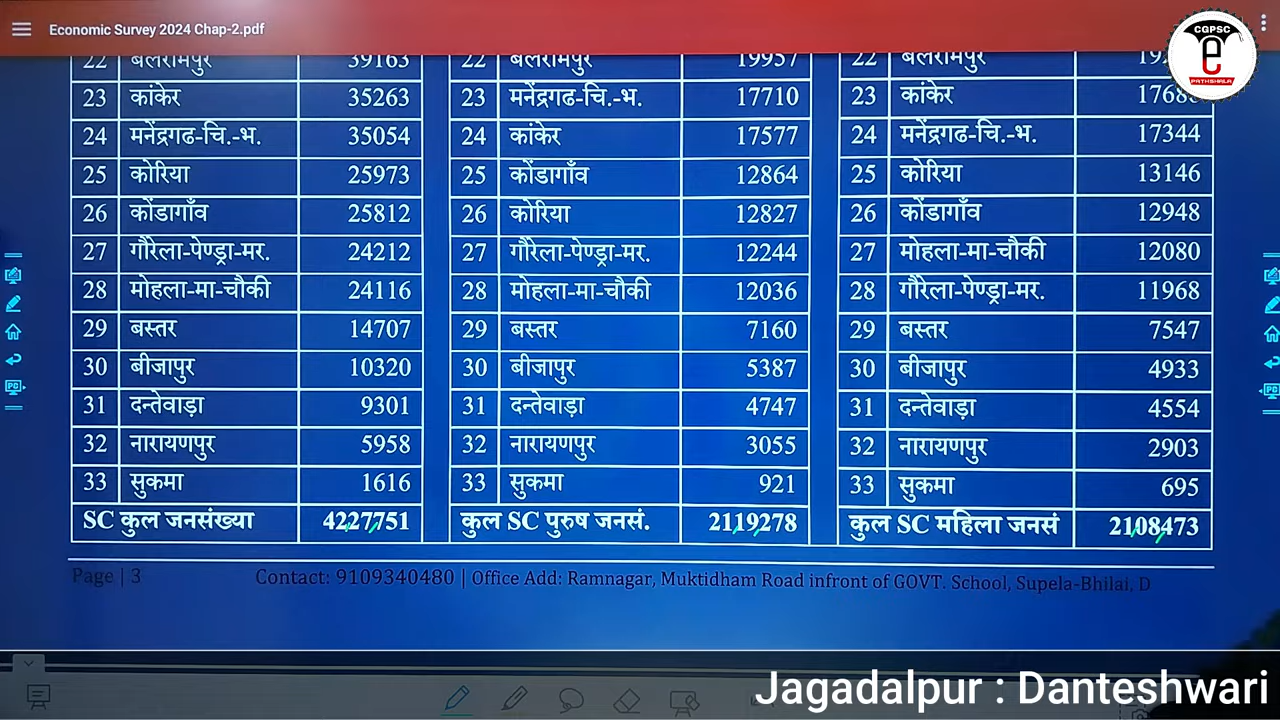 Economic Survey 2024 Chap-2.pdf
CGPSC
e
PATHSHALA
22 बलरामपुर 39163 22 बलरामपुर 19957 22 बलरामपुर
23 कांकेर 35263 23 मनेंद्रगढ-चि.-भ. 17710 23 कांकेर
24 मनेंद्रगढ-चि.-भ. 35054 24 कांकेर 17577 24 मनेंद्रगढ-चि.-भ. 17344
25 कोरिया 25973 25 कोंडागाँव 12864 25 कोरिया 13146
26 कोंडागाँव 25812 26 कोरिया 12827 26 कोंडागाँव 12948
27 गौरेला-पेण्ड्रा-मर. 24212 27 गौरेला-पेण्ड्रा-मर. 12244 27 मोहला-मा-चौकी 12080
28 मोहला-मा-चौकी 24116 28 मोहला-मा-चौकी 12036 28 गौरेला-पेण्ड्रा-मर. 11968
29 बस्तर 14707 29 बस्तर 7160 29 बस्तर 7547
30 बीजापुर 10320 30 बीजापुर 5387 30 बीजापुर 4933
31 दन्तेवाड़ा 9301 31 दन्तेवाड़ा 4747 31 दन्तेवाड़ा 4554
32 नारायणपुर 5958 32 नारायणपुर 3055 32 नारायणपुर 2903
33 सुकमा 1616 33 सुकमा 921 33 सुकमा 695
SC कुल जनसंख्या 4227751 कुल SC पुरुष जनसं. 2119278 कुल SC महिला जनसं 2108473
Page | 3 Contact: 9109340480 | Office Add: Ramnagar, Muktidham Road infront of GOVT. School, Supela-Bhilai, D
PC PC
Jagadalpur : Danteshwari